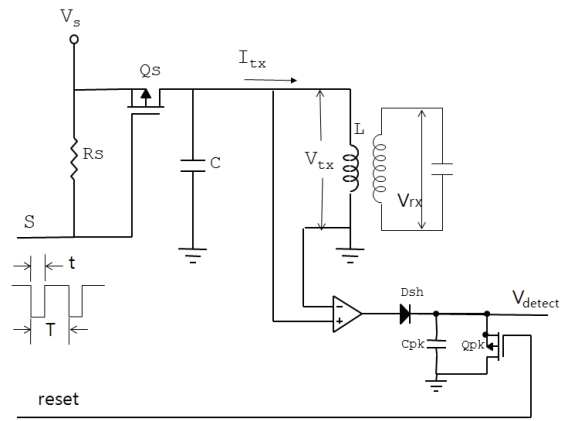 Vs
Qs
Itx
Rs
C
L
Vtx
Vrx
S
t
T
Dsh
Vdetect
Cpk
Qpk
−
+
reset